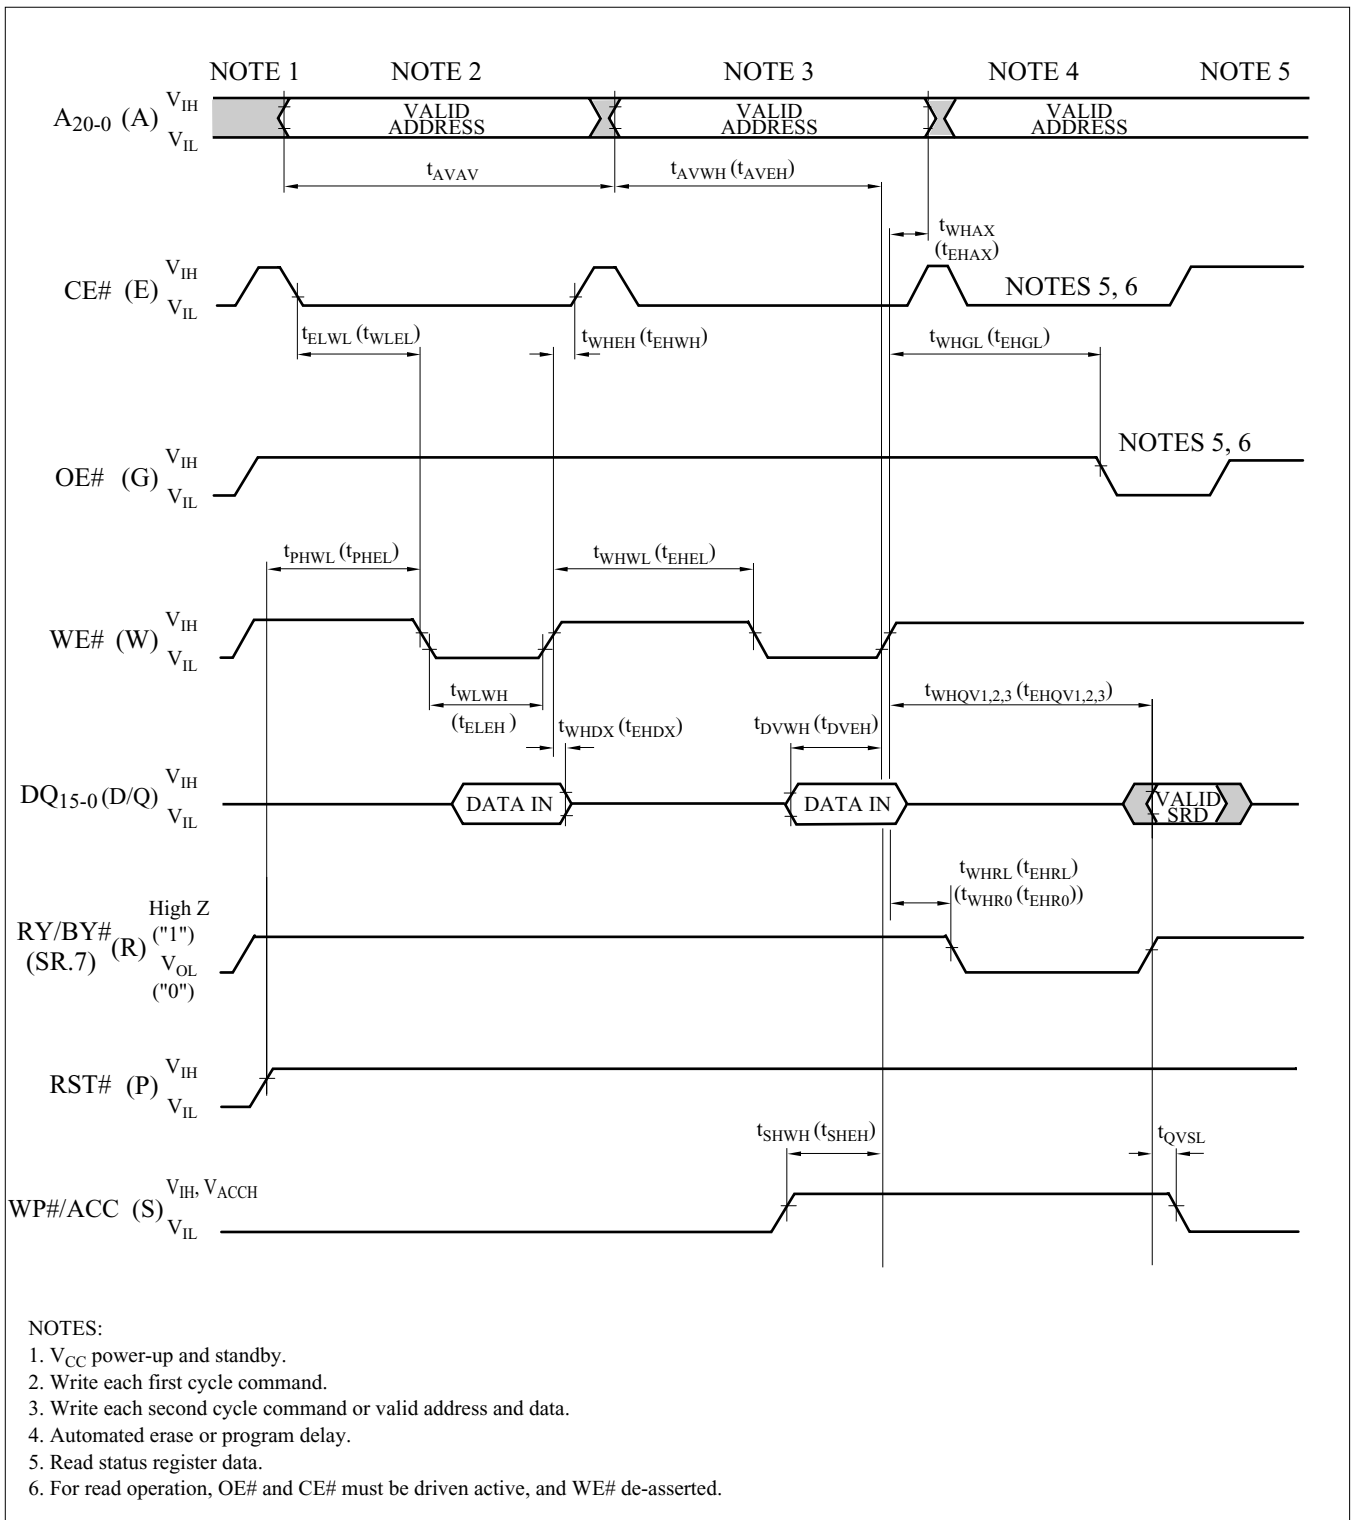 NOTE 1 NOTE 2 NOTE 3 NOTE 4 NOTE 5
A20-0 (A)
VIH
VIL
VALID
ADDRESS
VALID
ADDRESS
VALID
ADDRESS
tAVAV
tAVWH (tAVEH)
tWHAX
(tEHAX)
CE# (E)
VIH
VIL
NOTES 5, 6
tELWL (tWLEL)
tWHEH (tEHWH)
tWHGL (tEHGL)
OE# (G)
VIH
VIL
NOTES 5, 6
tPHWL (tPHEL)
tWHWL (tEHEL)
WE# (W)
VIH
VIL
tWLWH
(tELEH )
tWHDX (tEHDX)
tDVWH (tDVEH)
tWHQV1,2,3 (tEHQV1,2,3)
DQ15-0 (D/Q)
VIH
VIL
DATA IN
DATA IN
VALID
SRD
tWHRL (tEHRL)
(tWHR0 (tEHR0))
RY/BY#
(SR.7)
(R)
High Z
("1")
VOL
("0")
RST# (P)
VIH
VIL
tSHWH (tSHEH)
tQVSL
WP#/ACC (S)
VIH, VACCH
VIL
NOTES:
1. VCC power-up and standby.
2. Write each first cycle command.
3. Write each second cycle command or valid address and data.
4. Automated erase or program delay.
5. Read status register data.
6. For read operation, OE# and CE# must be driven active, and WE# de-asserted.